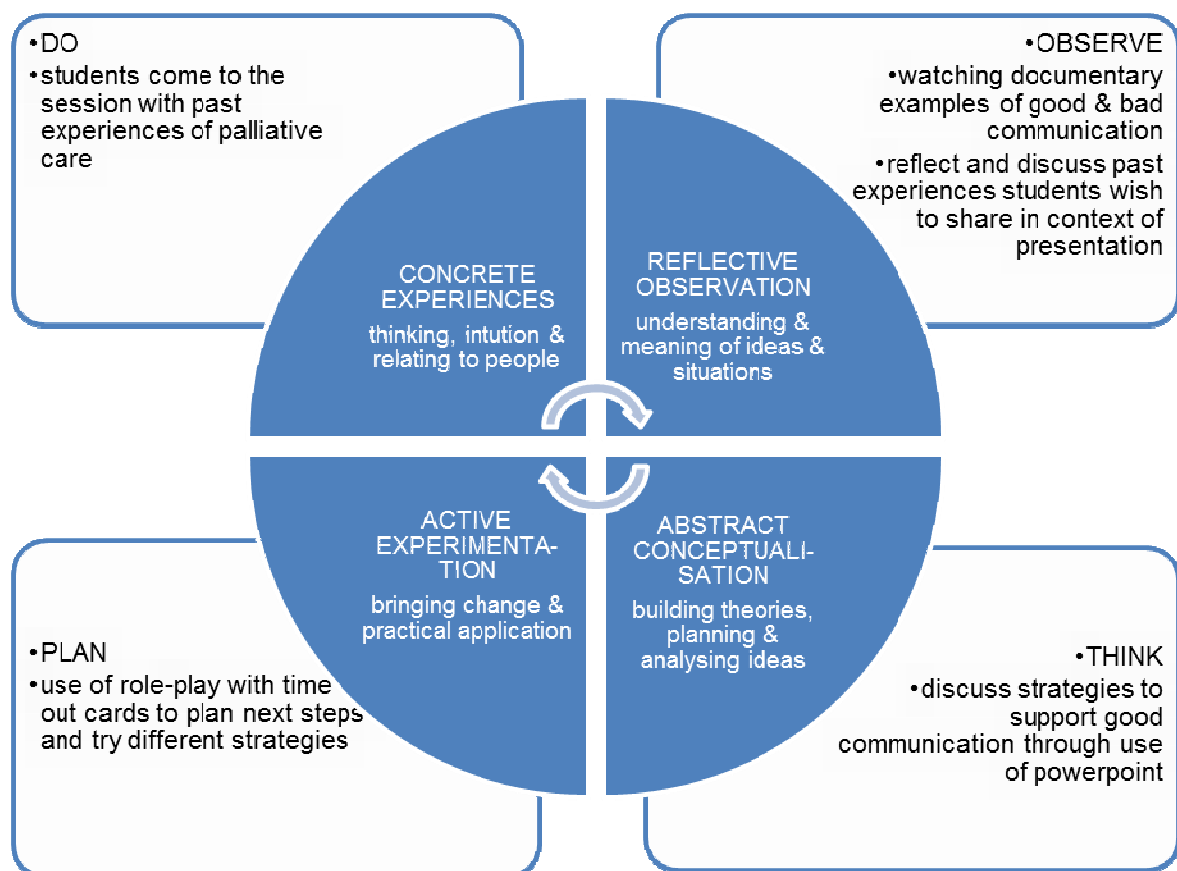 •DO
•students come to the
session with past
experiences of palliative
care
•OBSERVE
•watching documentary
examples of good & bad
communication
•reflect and discuss past
experiences students wish
to share in context of
presentation
CONCRETE
EXPERIENCES
thinking, intution &
relating to people
REFLECTIVE
OBSERVATION
understanding &
meaning of ideas &
situations
ACTIVE
EXPERIMENTA-
TION
bringing change &
practical application
ABSTRACT
CONCEPTUALI-
SATION
building theories,
planning &
analysing ideas
•PLAN
•use of role-play with time
out cards to plan next steps
and try different strategies
•THINK
•discuss strategies to
support good
communication through use
of powerpoint